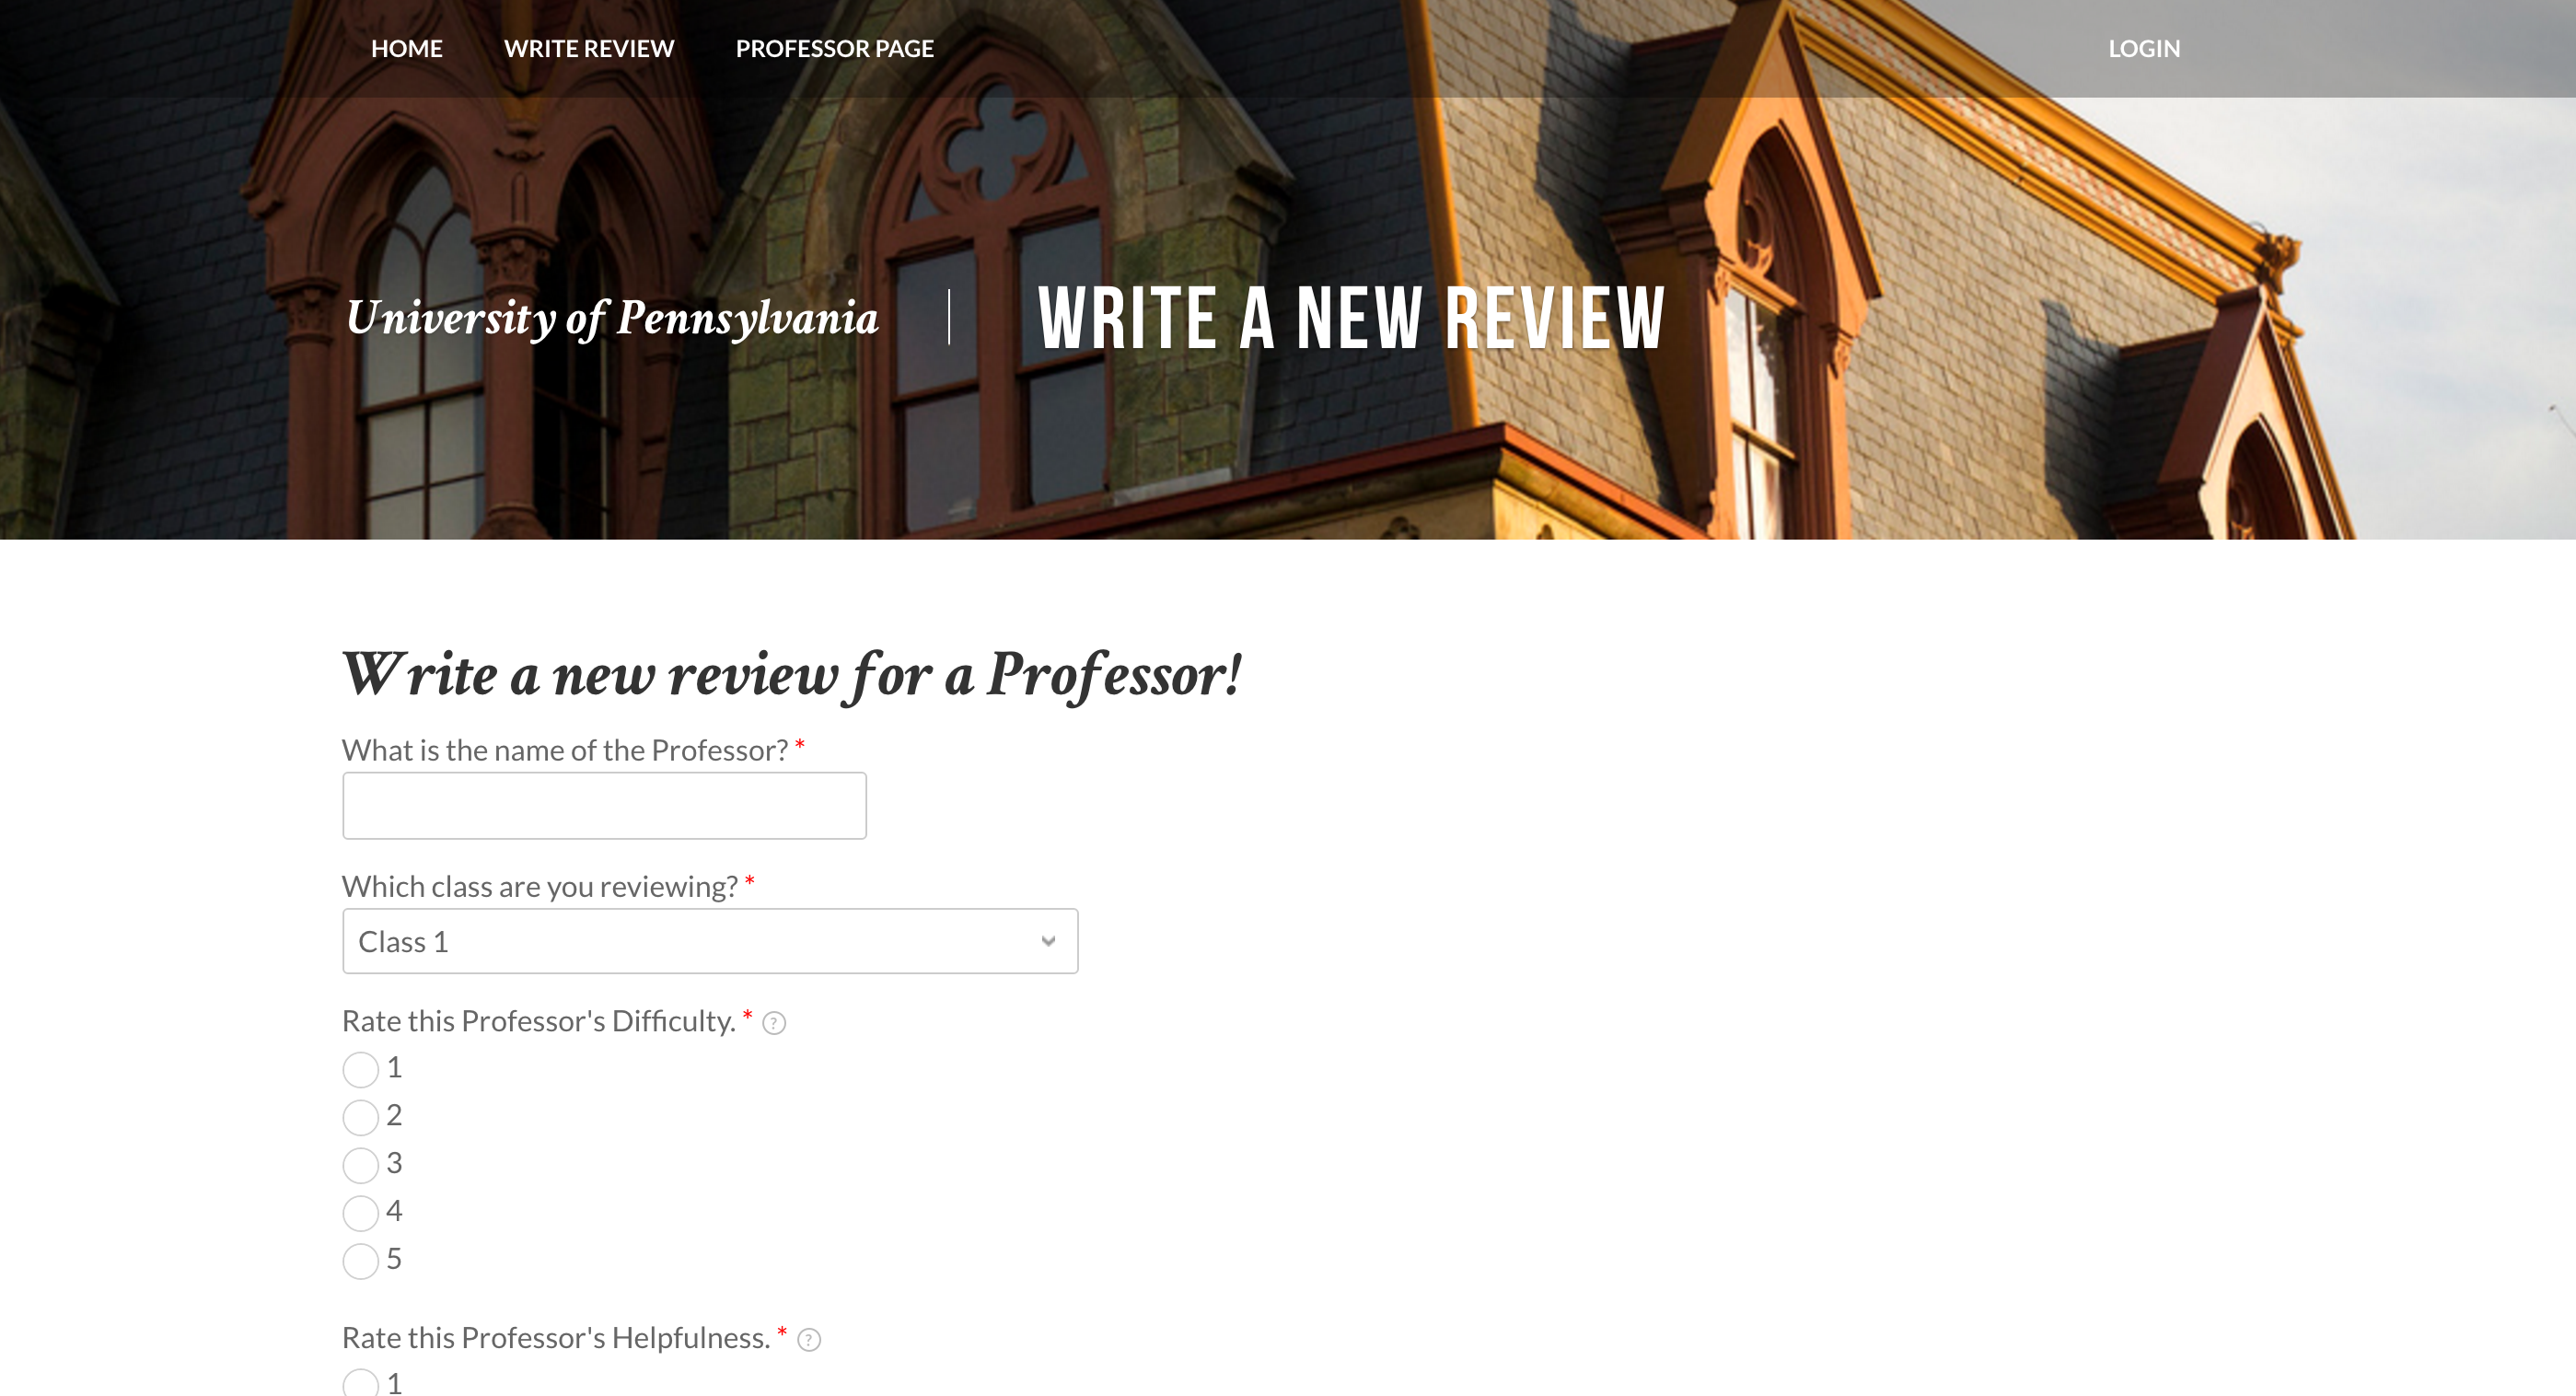 HOME WRITE REVIEW PROFESSOR PAGE LOGIN
University of Pennsylvania | WRITE A NEW REVIEW
Write a new review for a Professor!
What is the name of the Professor? *
Which class are you reviewing? *
Class 1
Rate this Professor's Difficulty. * ?
1
2
3
4
5
Rate this Professor's Helpfulness. * ?
1